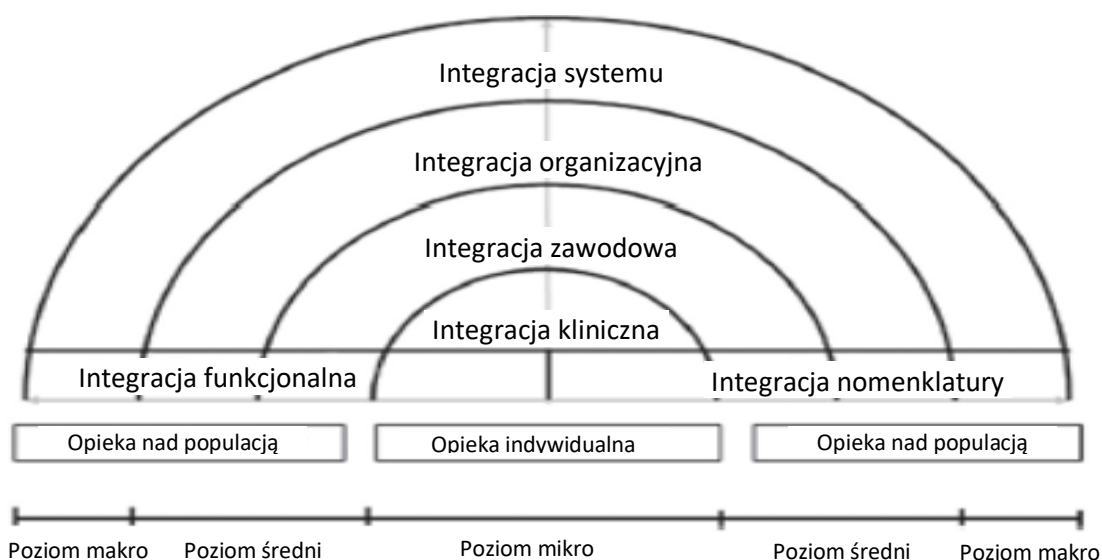 Integracja systemu
Integracja organizacyjna
Integracja zawodowa
Integracja kliniczna
Integracja funkcjonalna
Integracja nomenklatury
Opieka nad populacją
Opieka indywidualna
Opieka nad populacją
Poziom makro
Poziom średni
Poziom mikro
Poziom średni
Poziom makro